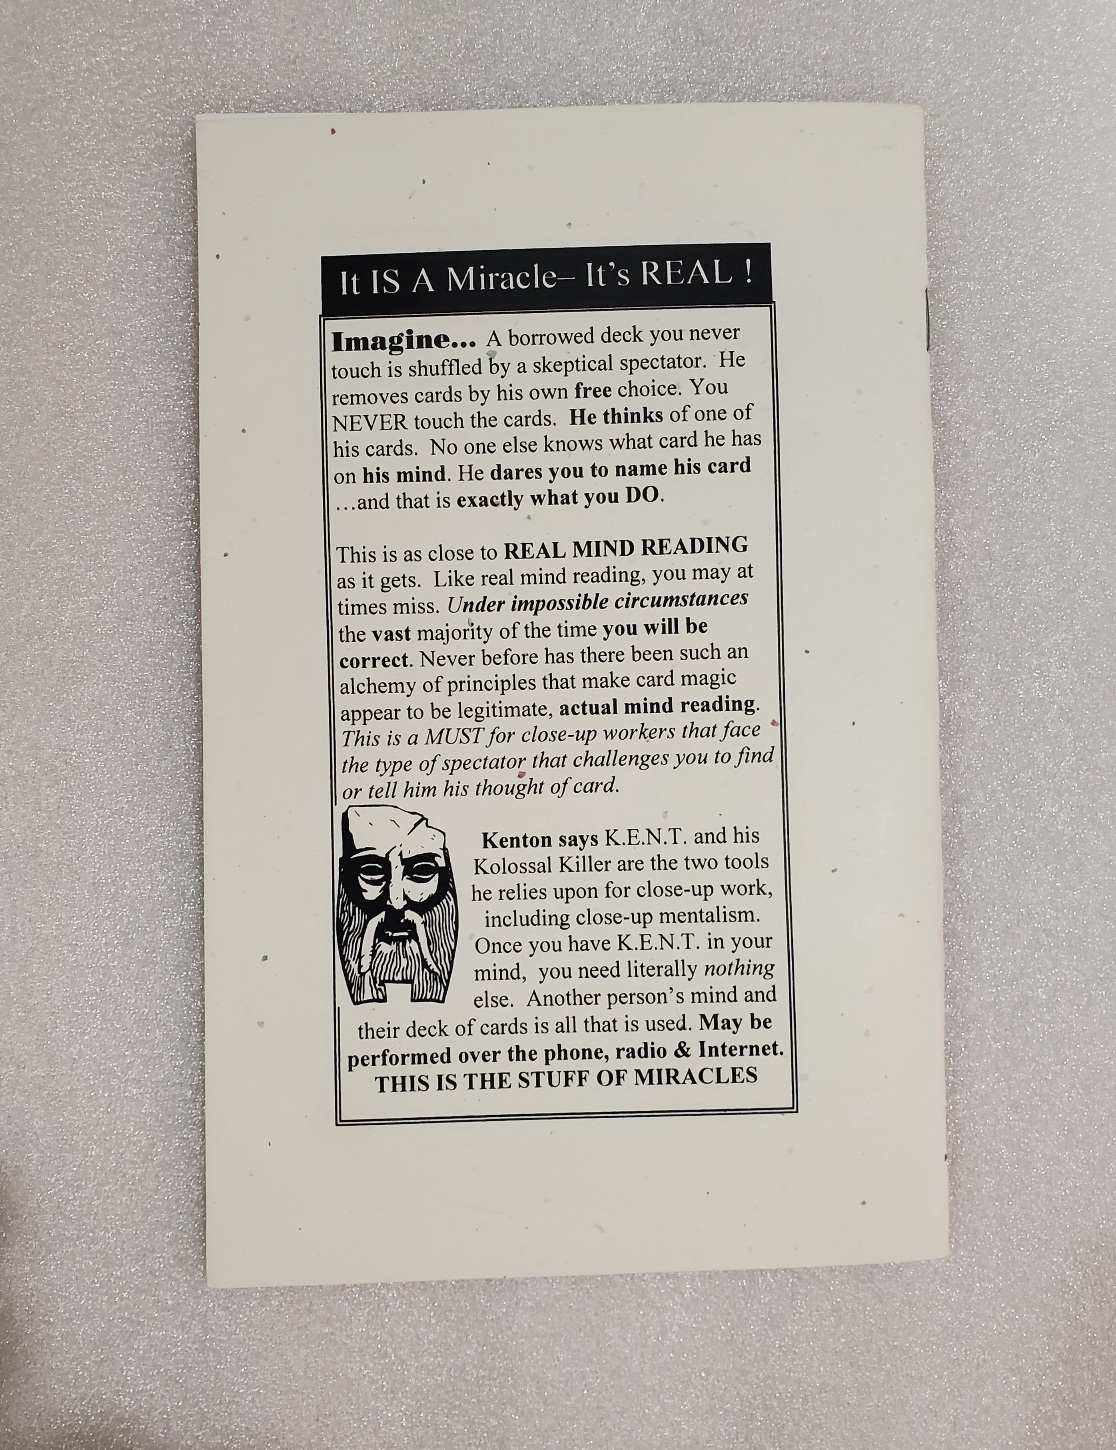 It IS A Miracle– It's REAL !
Imagine... A borrowed deck you never
touch is shuffled by a skeptical spectator. He
removes cards by his own free choice. You
NEVER touch the cards. He thinks of one of
his cards. No one else knows what card he has
on his mind. He dares you to name his card
…and that is exactly what you DO.
This is as close to REAL MIND READING
as it gets. Like real mind reading, you may at
times miss. Under impossible circumstances
the vast majority of the time you will be
correct. Never before has there been such an
alchemy of principles that make card magic
appear to be legitimate, actual mind reading.
This is a MUST for close-up workers that face
the type of spectator that challenges you to find
or tell him his thought of card.
Kenton says K.E.N.T. and his
Kolossal Killer are the two tools
he relies upon for close-up work,
including close-up mentalism.
Once you have K.E.N.T. in your
mind, you need literally nothing
else. Another person's mind and
their deck of cards is all that is used. May be
performed over the phone, radio & Internet.
THIS IS THE STUFF OF MIRACLES